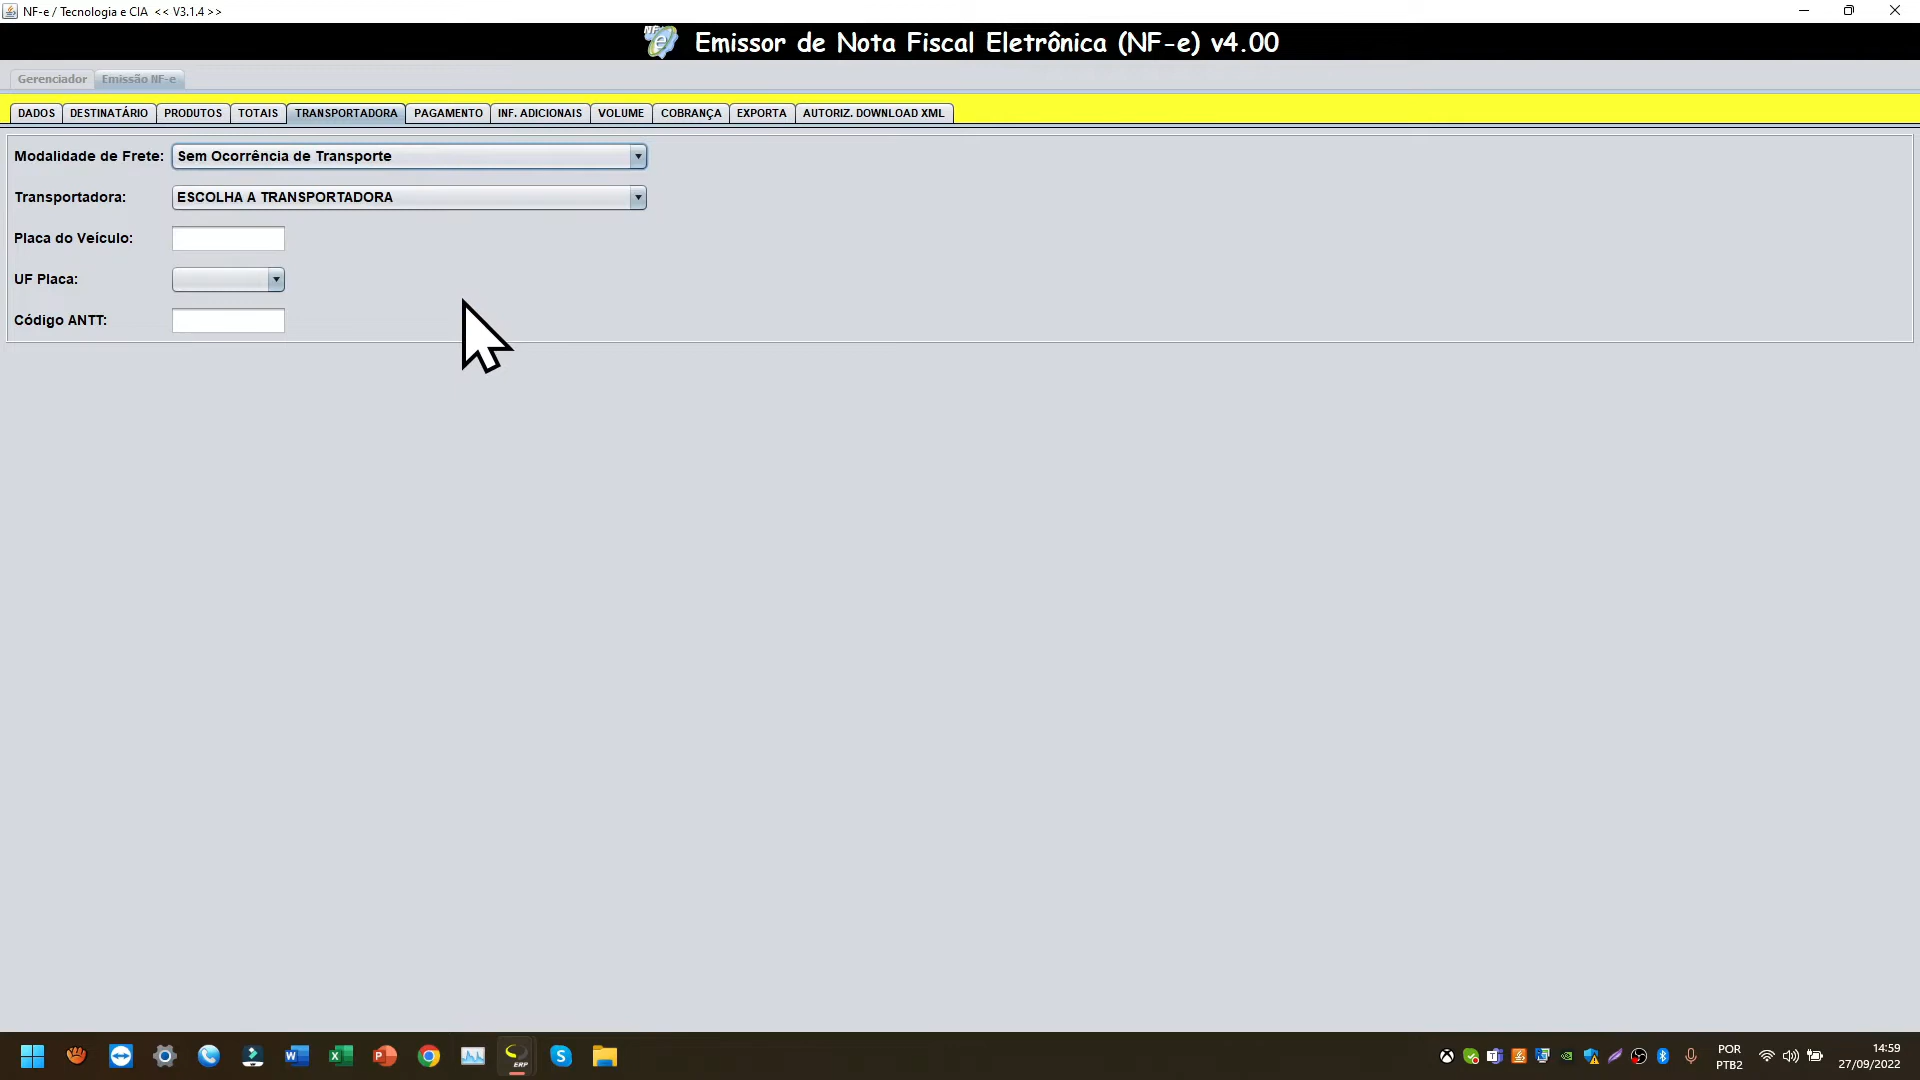 NF-e / Tecnologia e CIA << V3.1.4 >>
Emissor de Nota Fiscal Eletrônica (NF-e) v4.00
Gerenciador Emissão NF-e
DADOS DESTINATÁRIO PRODUTOS TOTAIS TRANSPORTADORA PAGAMENTO INF. ADICIONAIS VOLUME COBRANÇA EXPORTA AUTORIZ. DOWNLOAD XML
Modalidade de Frete: Sem Ocorrência de Transporte
Transportadora: ESCOLHA A TRANSPORTADORA
Placa do Veículo:
UF Placa:
Código ANTT:
POR 14:59
PTB2 27/09/2022